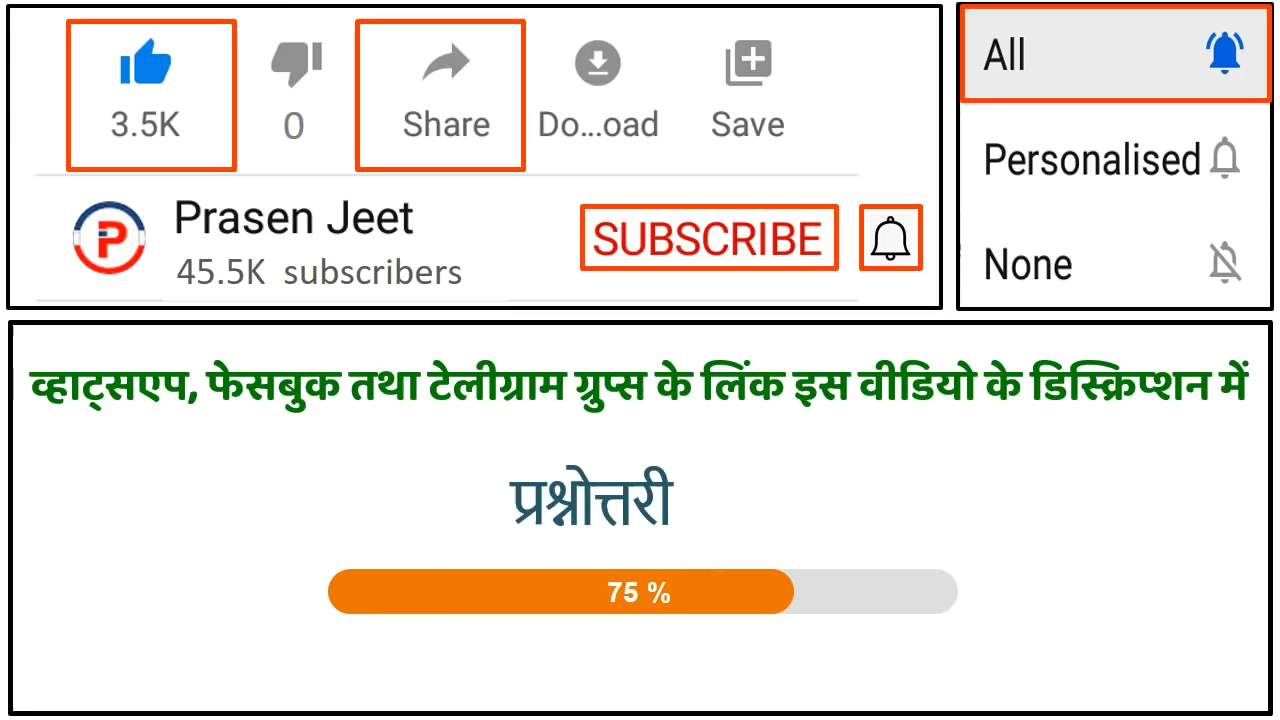 3.5K 0 Share Do...oad Save
Prasen Jeet
45.5K subscribers
SUBSCRIBE
All
Personalised
None
व्हाट्सएप, फेसबुक तथा टेलीग्राम ग्रुप्स के लिंक इस वीडियो के डिस्क्रिप्शन में
प्रश्नोत्तरी
75 %